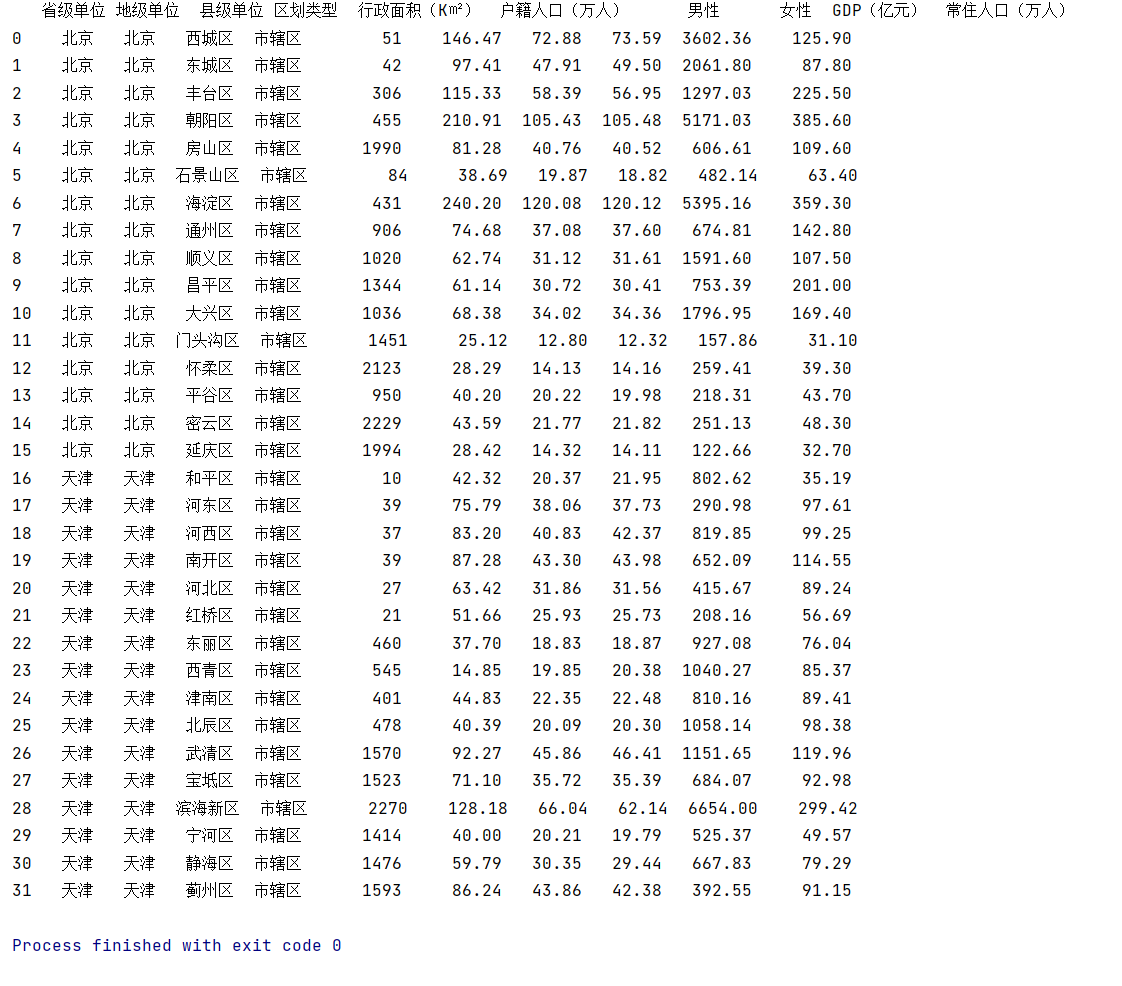 省级单位 地级单位 县级单位 区划类型 行政面积（K㎡） 户籍人口（万人） 男性 女性 GDP（亿元） 常住人口（万人）
0 北京 北京 西城区 市辖区 51 146.47 72.88 73.59 3602.36 125.90
1 北京 北京 东城区 市辖区 42 97.41 47.91 49.50 2061.80 87.80
2 北京 北京 丰台区 市辖区 306 115.33 58.39 56.95 1297.03 225.50
3 北京 北京 朝阳区 市辖区 455 210.91 105.43 105.48 5171.03 385.60
4 北京 北京 房山区 市辖区 1990 81.28 40.76 40.52 606.61 109.60
5 北京 北京 石景山区 市辖区 84 38.69 19.87 18.82 482.14 63.40
6 北京 北京 海淀区 市辖区 431 240.20 120.08 120.12 5395.16 359.30
7 北京 北京 通州区 市辖区 906 74.68 37.08 37.60 674.81 142.80
8 北京 北京 顺义区 市辖区 1020 62.74 31.12 31.61 1591.60 107.50
9 北京 北京 昌平区 市辖区 1344 61.14 30.72 30.41 753.39 201.00
10 北京 北京 大兴区 市辖区 1036 68.38 34.02 34.36 1796.95 169.40
11 北京 北京 门头沟区 市辖区 1451 25.12 12.80 12.32 157.86 31.10
12 北京 北京 怀柔区 市辖区 2123 28.29 14.13 14.16 259.41 39.30
13 北京 北京 平谷区 市辖区 950 40.20 20.22 19.98 218.31 43.70
14 北京 北京 密云区 市辖区 2229 43.59 21.77 21.82 251.13 48.30
15 北京 北京 延庆区 市辖区 1994 28.42 14.32 14.11 122.66 32.70
16 天津 天津 和平区 市辖区 10 42.32 20.37 21.95 802.62 35.19
17 天津 天津 河东区 市辖区 39 75.79 38.06 37.73 290.98 97.61
18 天津 天津 河西区 市辖区 37 83.20 40.83 42.37 819.85 99.25
19 天津 天津 南开区 市辖区 39 87.28 43.30 43.98 652.09 114.55
20 天津 天津 河北区 市辖区 27 63.42 31.86 31.56 415.67 89.24
21 天津 天津 红桥区 市辖区 21 51.66 25.93 25.73 208.16 56.69
22 天津 天津 东丽区 市辖区 460 37.70 18.83 18.87 927.08 76.04
23 天津 天津 西青区 市辖区 545 14.85 19.85 20.38 1040.27 85.37
24 天津 天津 津南区 市辖区 401 44.83 22.35 22.48 810.16 89.41
25 天津 天津 北辰区 市辖区 478 40.39 20.09 20.30 1058.14 98.38
26 天津 天津 武清区 市辖区 1570 92.27 45.86 46.41 1151.65 119.96
27 天津 天津 宝坻区 市辖区 1523 71.10 35.72 35.39 684.07 92.98
28 天津 天津 滨海新区 市辖区 2270 128.18 66.04 62.14 6654.00 299.42
29 天津 天津 宁河区 市辖区 1414 40.00 20.21 19.79 525.37 49.57
30 天津 天津 静海区 市辖区 1476 59.79 30.35 29.44 667.83 79.29
31 天津 天津 蓟州区 市辖区 1593 86.24 43.86 42.38 392.55 91.15
Process finished with exit code 0